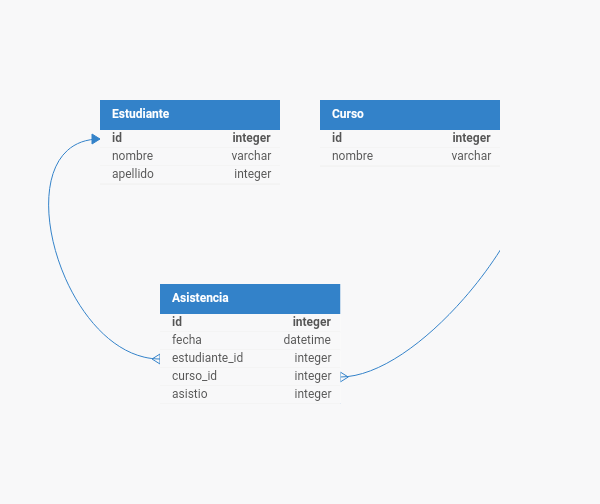 Estudiante
id integer
nombre varchar
apellido integer
Curso
id integer
nombre varchar
Asistencia
id integer
fecha datetime
estudiante_id integer
curso_id integer
asistio integer